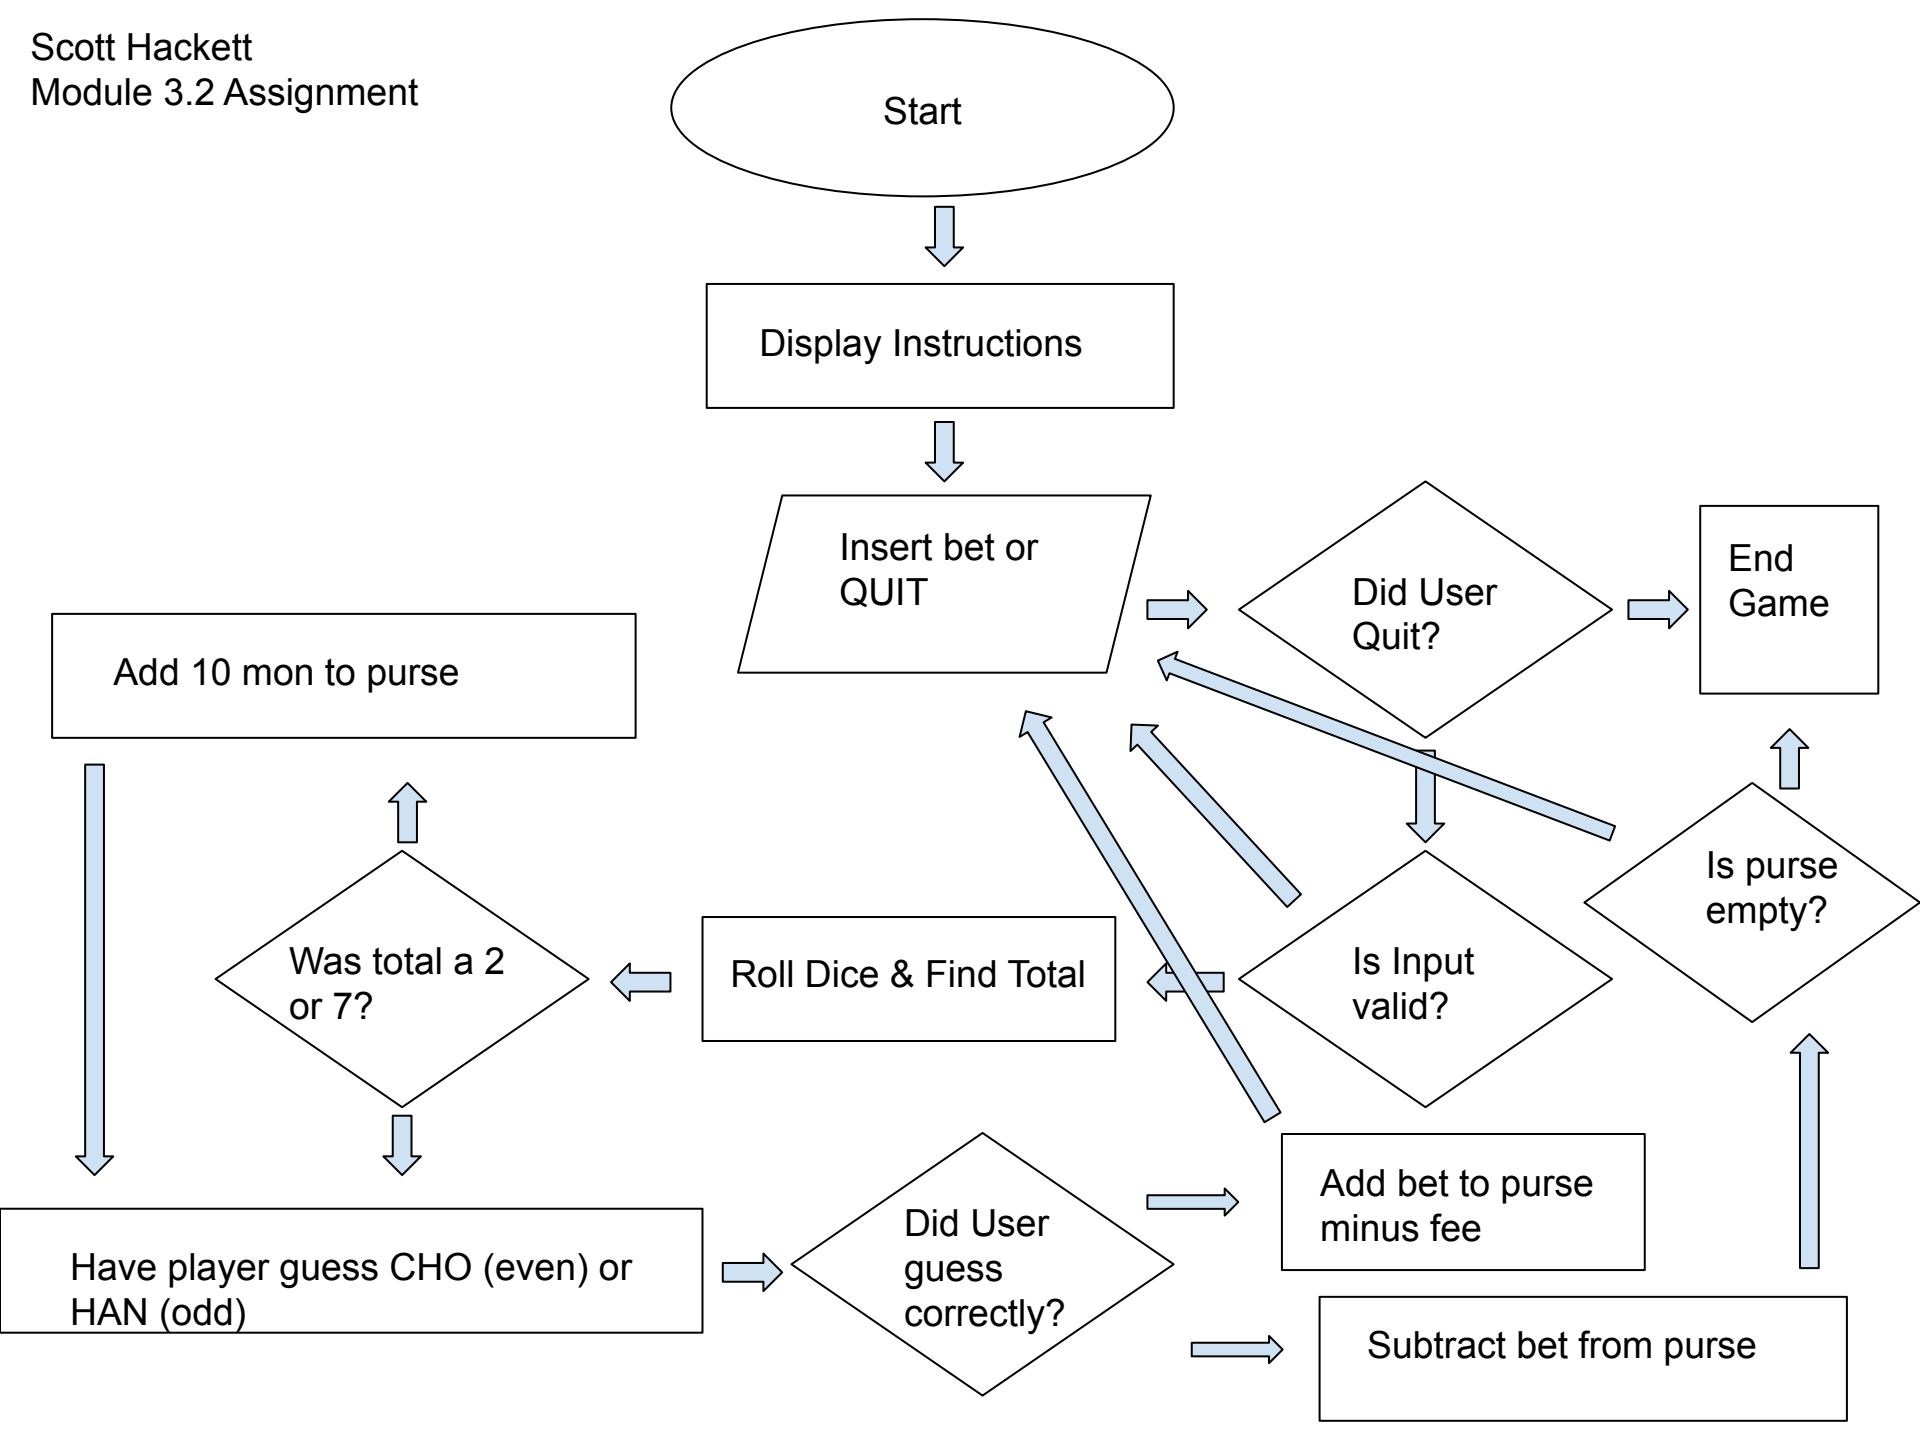 Scott Hackett
Module 3.2 Assignment
Start
Display Instructions
Insert bet or
QUIT
Did User
Quit?
End
Game
Add 10 mon to purse
Is purse
empty?
Was total a 2
or 7?
Roll Dice & Find Total
Is Input
valid?
Have player guess CHO (even) or
HAN (odd)
Did User
guess
correctly?
Add bet to purse
minus fee
Subtract bet from purse